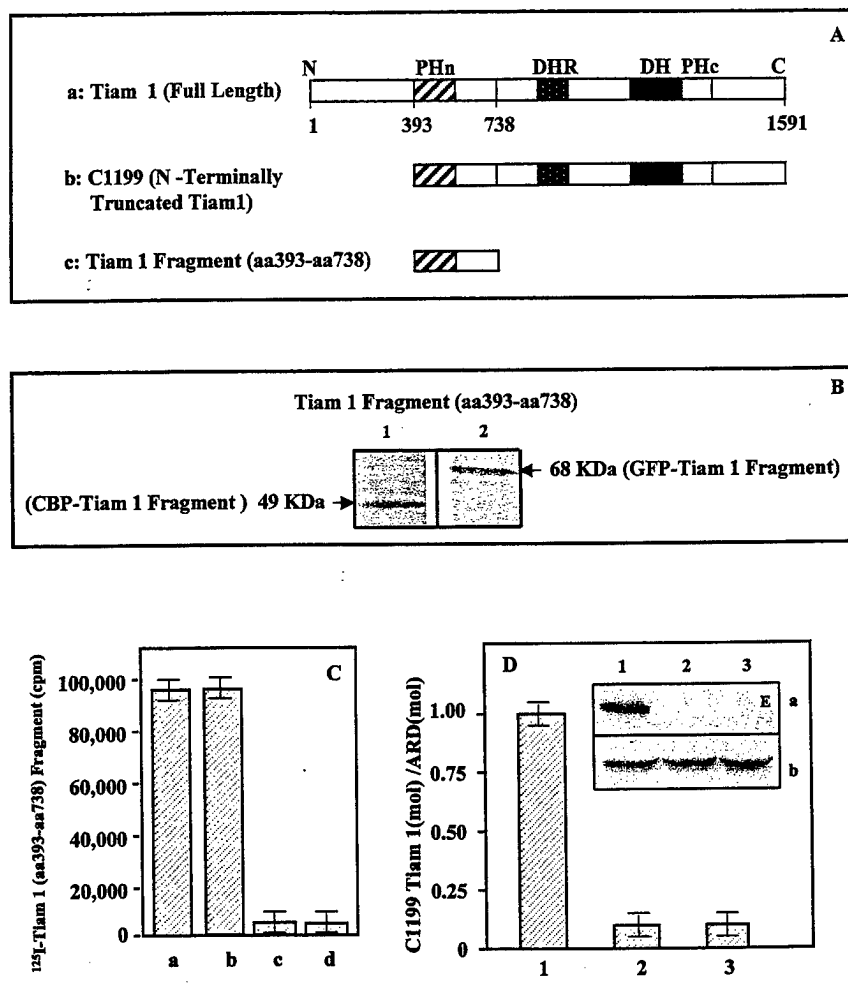 A
N PHn DHR DH PHc C
a: Tiam 1 (Full Length)
1 393 738 1591
b: C1199 (N -Terminally
Truncated Tiam1)
c: Tiam 1 Fragment (aa393-aa738)
B
Tiam 1 Fragment (aa393-aa738)
1 2
68 KDa (GFP-Tiam 1 Fragment)
(CBP-Tiam 1 Fragment ) 49 KDa
C
125I-Tiam 1 (aa393-aa738) Fragment (cpm)
100,000
80,000
60,000
40,000
20,000
0
a b c d
D
C1199 Tiam 1(mol) /ARD(mol)
1.00
0.75
0.50
0.25
0
1 2 3
E a
b
1 2 3